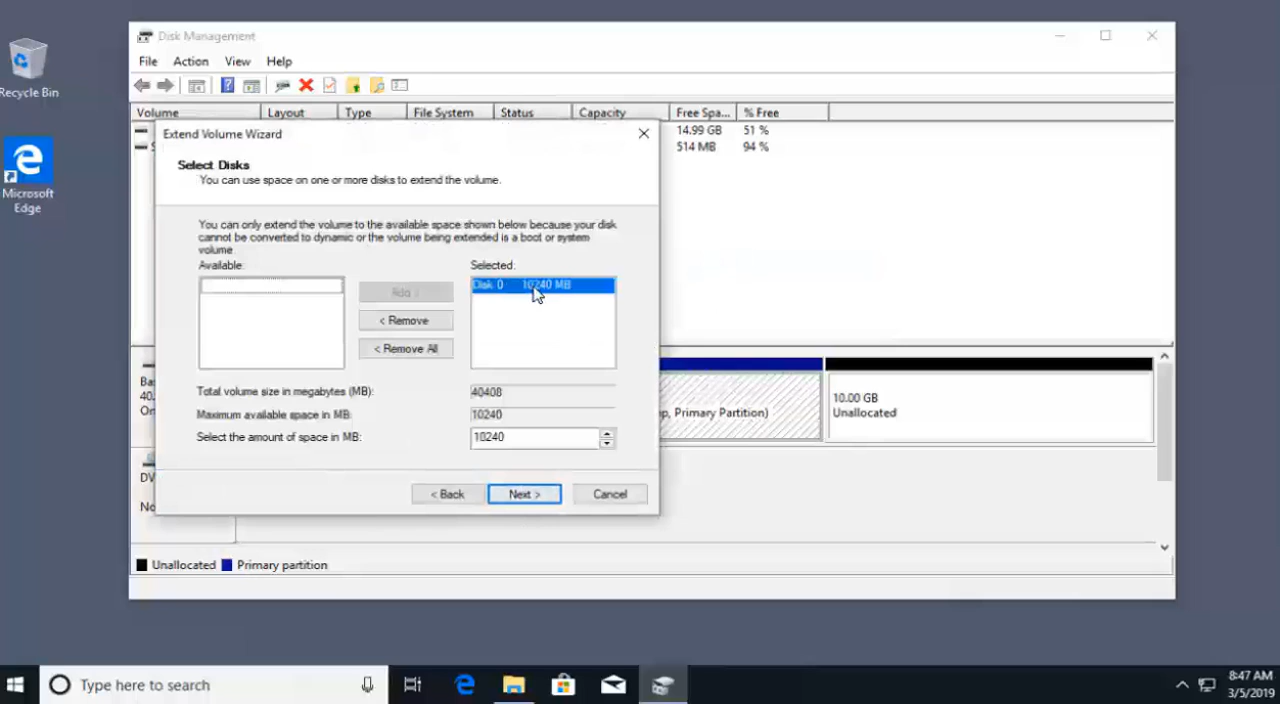 Recycle Bin
Microsoft
Edge
Disk Management
File Action View Help
Volume Layout Type File System Status Capacity Free Spa... % Free
14.99 GB 51 %
514 MB 94 %
Extend Volume Wizard
Select Disks
You can use space on one or more disks to extend the volume.
You can only extend the volume to the available space shown below because your disk
cannot be converted to dynamic or the volume being extended is a boot or system
volume.
Available: Selected:
Disk 0 10240 MB
Add >
< Remove
< Remove All
Total volume size in megabytes (MB): 40408
Maximum available space in MB: 10240
Select the amount of space in MB: 10240
< Back Next > Cancel
Ba
40.
On
p, Primary Partition)
10.00 GB
Unallocated
DV
No
Unallocated Primary partition
Type here to search
8:47 AM
3/5/2019